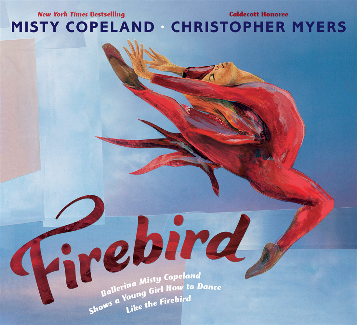 New York Times Bestselling
Caldecott Honoree
MISTY COPELAND · CHRISTOPHER MYERS
Firebird
Ballerina Misty Copeland
Shows a Young Girl How to Dance
Like the Firebird